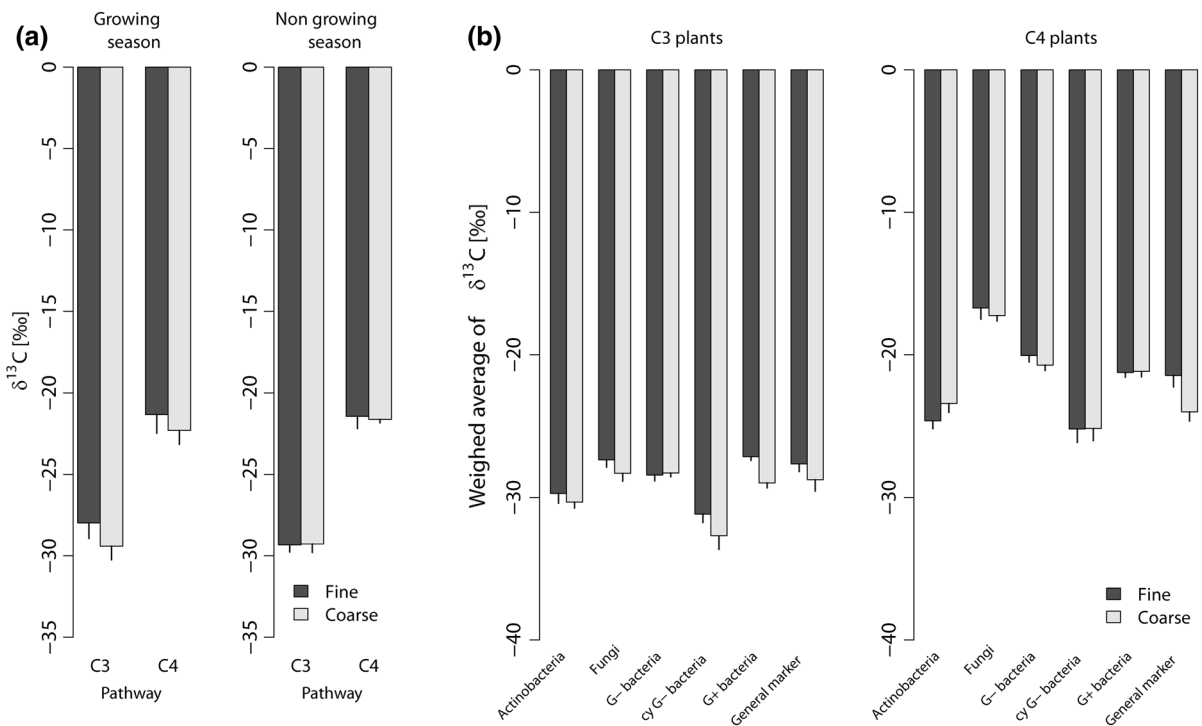 (a)
Growing
season
Non growing
season
δ¹³C [‰]
0
−5
−10
−15
−20
−25
−30
−35
0
−5
−10
−15
−20
−25
−30
−35
Fine
Coarse
C3
C4
Pathway
C3
C4
Pathway
(b)
C3 plants
C4 plants
Weighed average of δ¹³C [‰]
0
−10
−20
−30
−40
0
−10
−20
−30
−40
Fine
Coarse
Actinobacteria
Fungi
G− bacteria
cy G− bacteria
G+ bacteria
General marker
Actinobacteria
Fungi
G− bacteria
cy G− bacteria
G+ bacteria
General marker